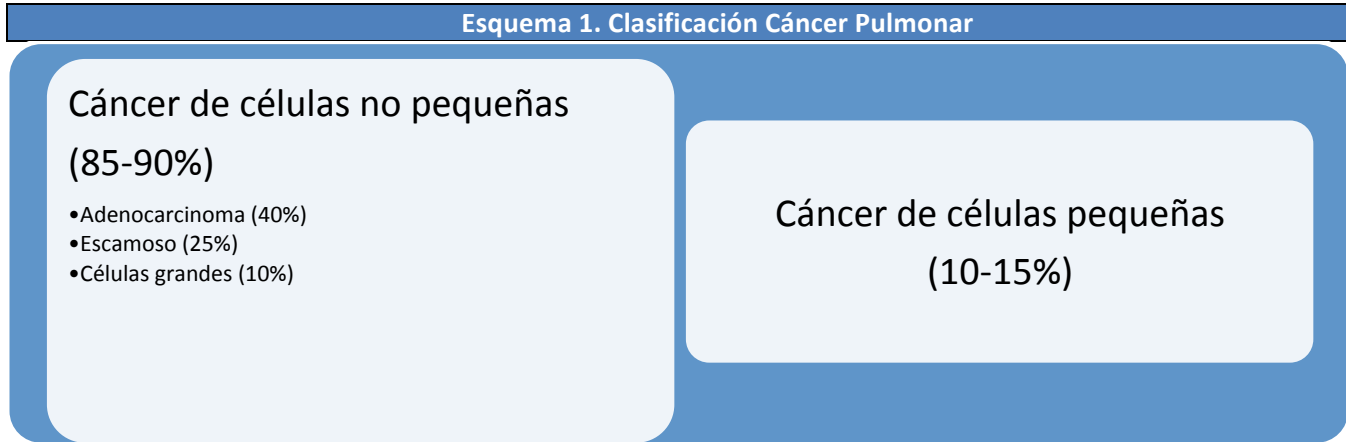 Esquema 1. Clasificación Cáncer Pulmonar
Cáncer de células no pequeñas
(85-90%)
•Adenocarcinoma (40%)
•Escamoso (25%)
•Células grandes (10%)
Cáncer de células pequeñas
(10-15%)